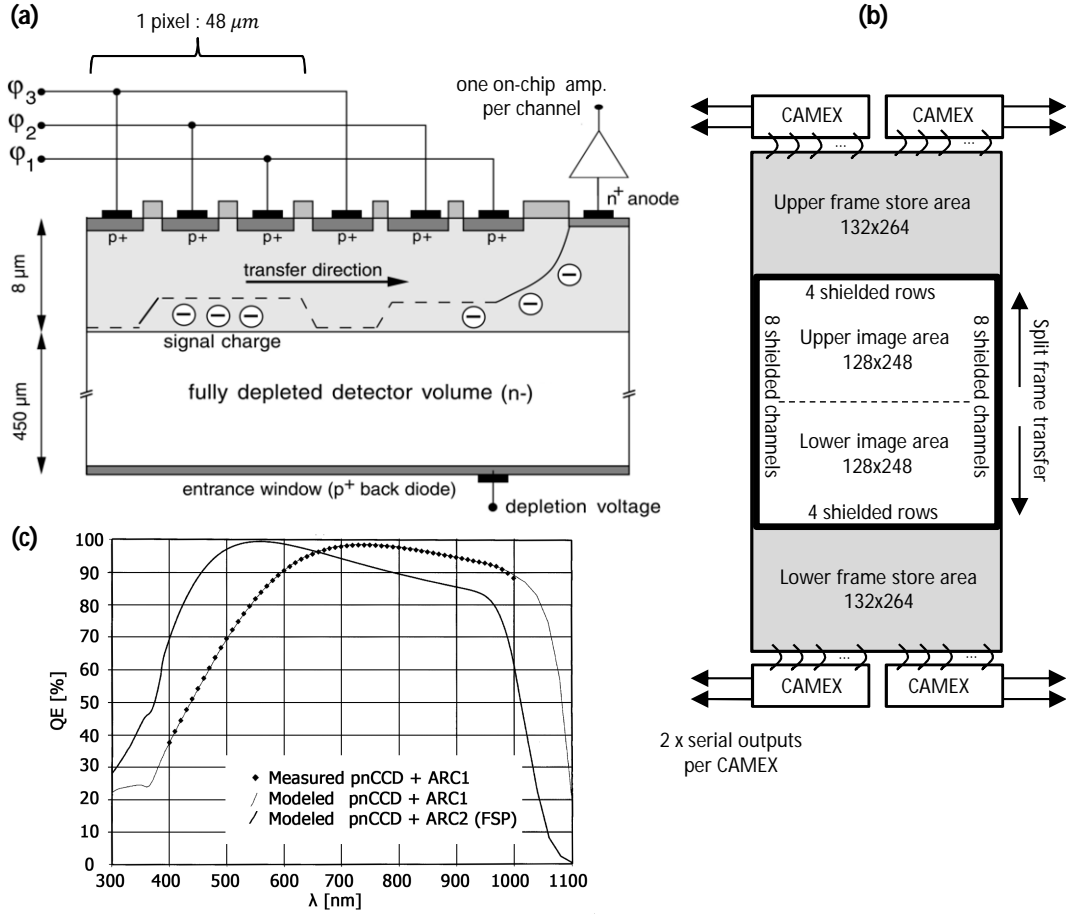 (a)
1 pixel : 48 μm
φ3
φ2
φ1
one on-chip amp.
per channel
n+ anode
p+
p+
p+
p+
p+
p+
8 μm
transfer direction
signal charge
450 μm
fully depleted detector volume (n-)
entrance window (p+ back diode)
depletion voltage
(b)
CAMEX
CAMEX
...
...
Upper frame store area
132x264
4 shielded rows
8 shielded channels
Upper image area
128x248
8 shielded channels
Split frame transfer
Lower image area
128x248
4 shielded rows
Lower frame store area
132x264
...
...
CAMEX
CAMEX
2 x serial outputs
per CAMEX
(c)
100
90
80
70
60
50
40
30
20
10
0
QE [%]
Measured pnCCD + ARC1
Modeled pnCCD + ARC1
Modeled pnCCD + ARC2 (FSP)
300
400
500
600
700
800
900
1000
1100
λ [nm]